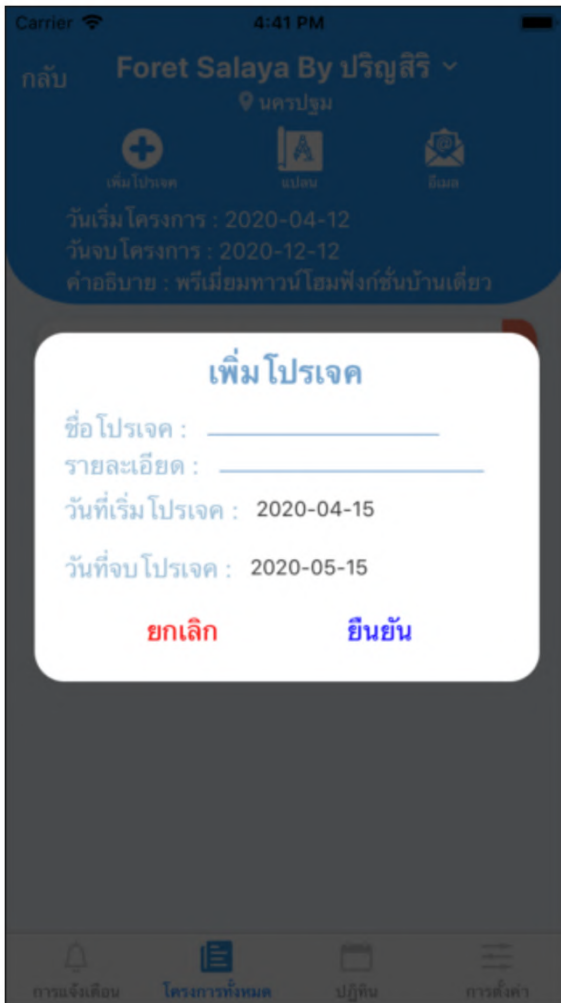 Carrier 4:41 PM
กลับ Foret Salaya By ปริญสิริ
นครปฐม
เพิ่มโปรเจค แปลน อีเมล
วันเริ่มโครงการ : 2020-04-12
วันจบโครงการ : 2020-12-12
คำอธิบาย : พรีเมี่ยมทาวน์โฮมฟังก์ชั่นบ้านเดี่ยว
เพิ่มโปรเจค
ชื่อโปรเจค :
รายละเอียด :
วันที่เริ่มโปรเจค : 2020-04-15
วันที่จบโปรเจค : 2020-05-15
ยกเลิก ยืนยัน
การแจ้งเตือน โครงการทั้งหมด ปฏิทิน การตั้งค่า